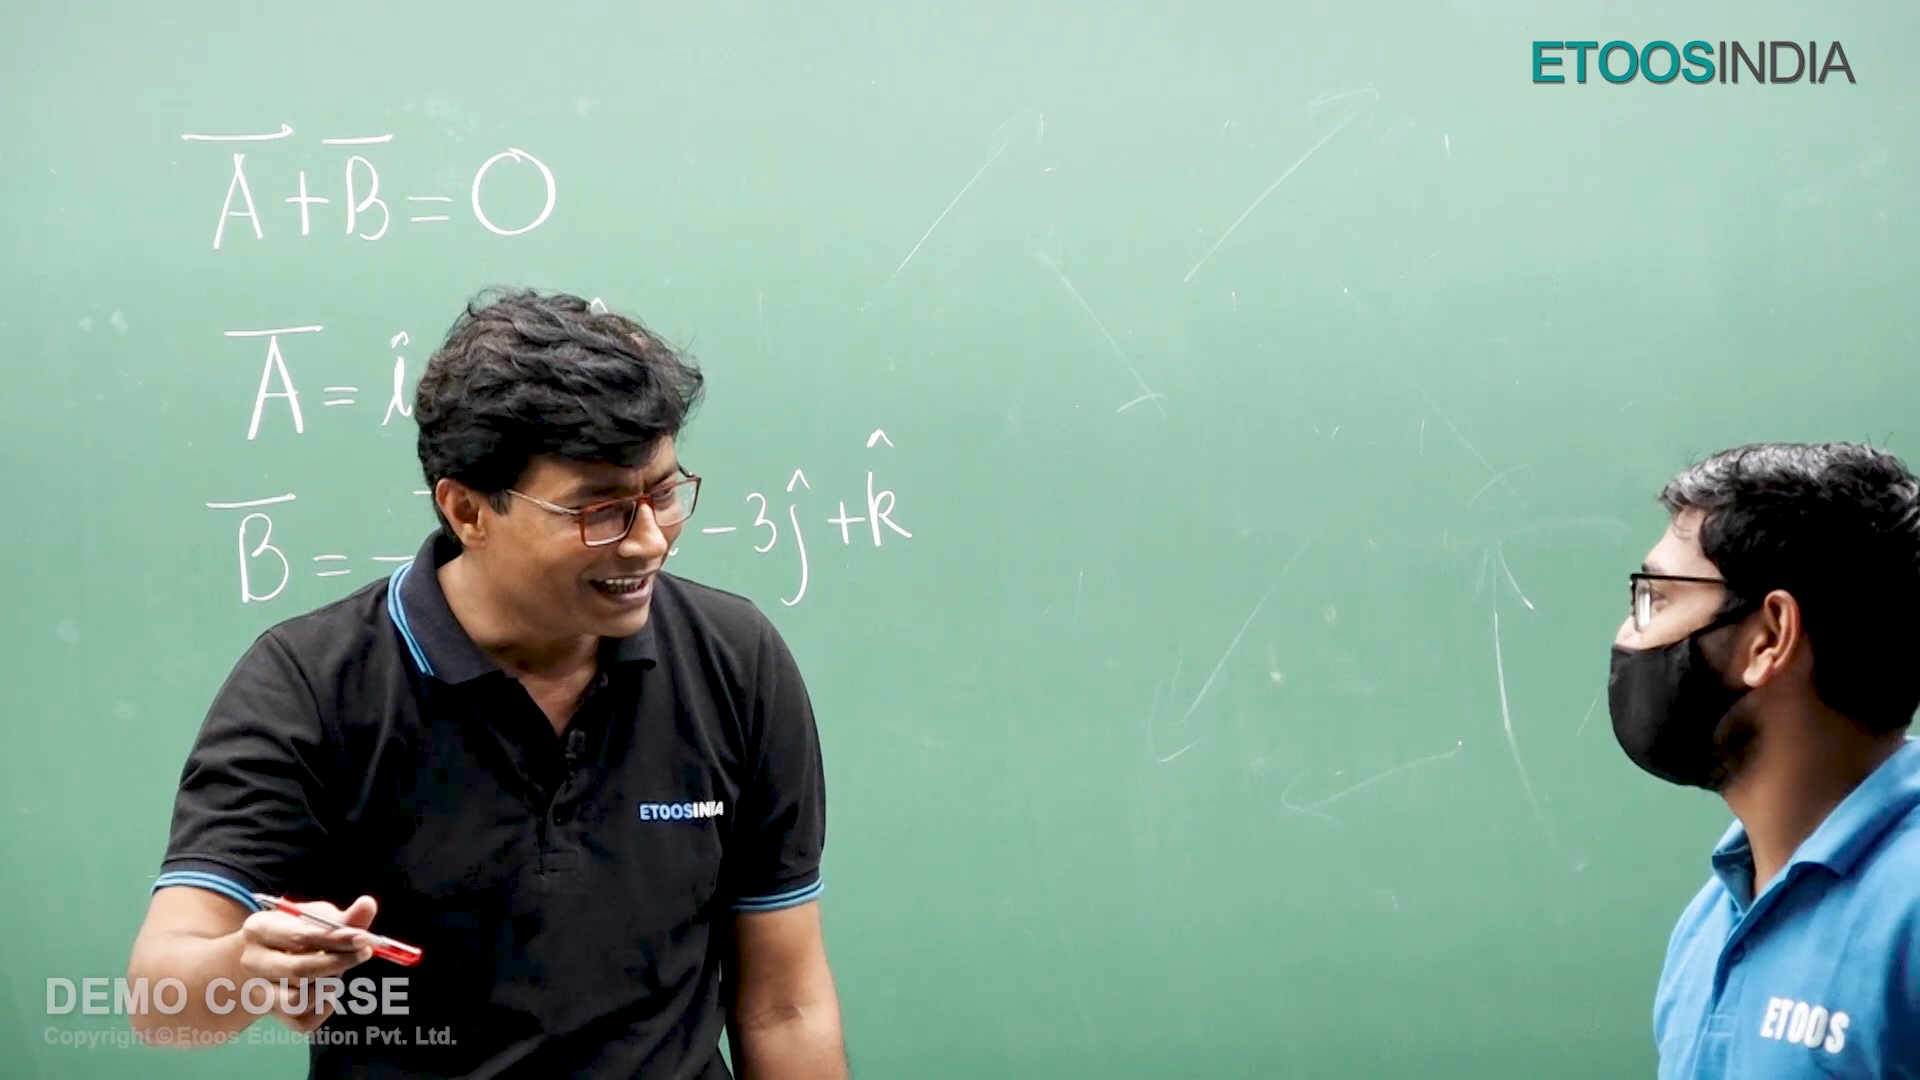 ETOOSINDIA
A + B = 0
A = î
B = - - 3ĵ + k̂
ETOOSINDIA
ETOOS
DEMO COURSE
Copyright © Etoos Education Pvt. Ltd.